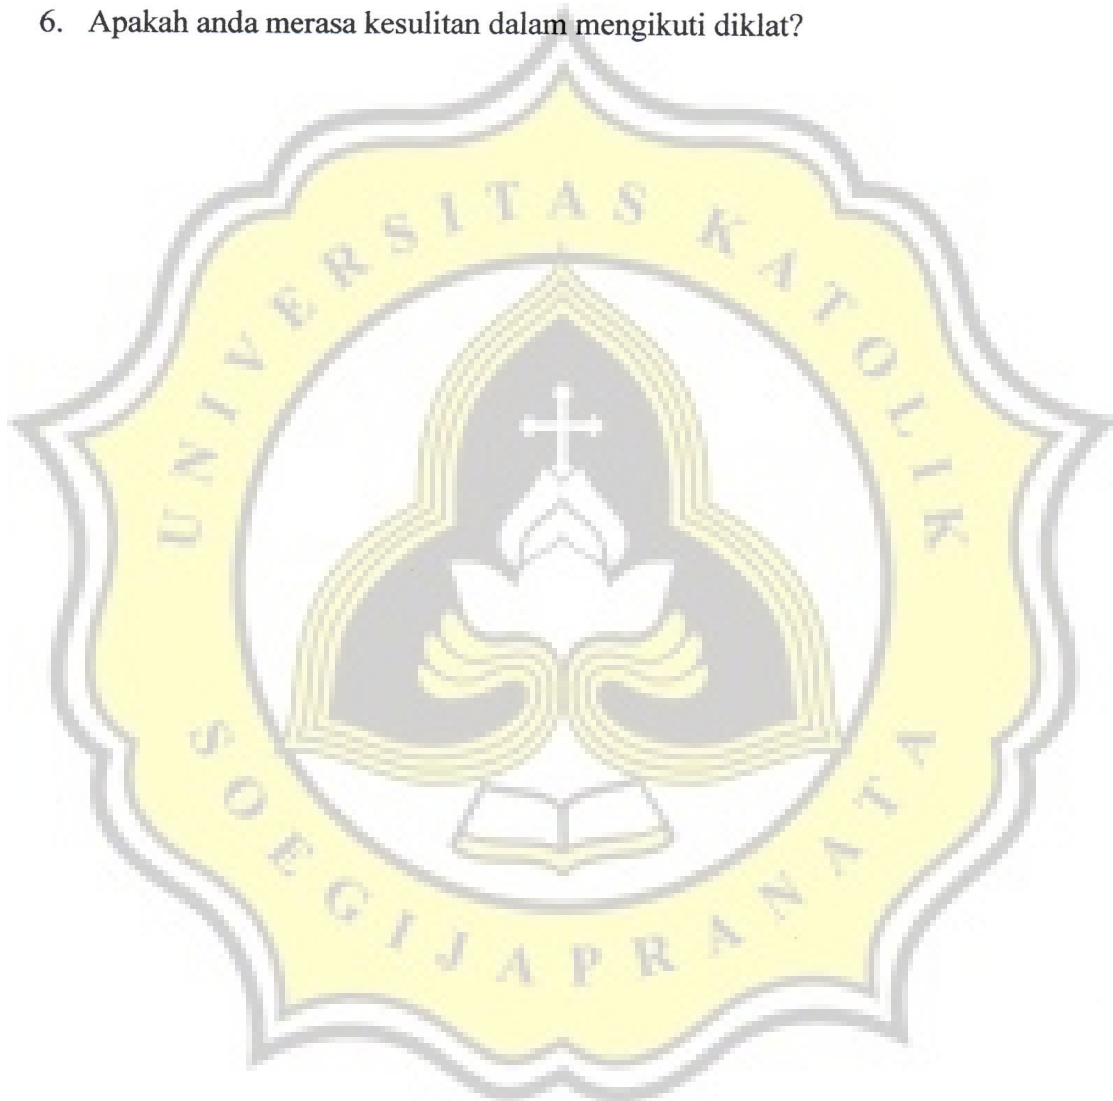 6. Apakah anda merasa kesulitan dalam mengikuti diklat?
UNIVERSITAS KATOLIK
SOEGIJAPRANATA